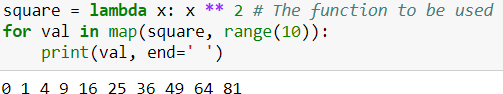 square = lambda x: x ** 2 # The function to be used
for val in map(square, range(10)):
    print(val, end=' ')
0 1 4 9 16 25 36 49 64 81